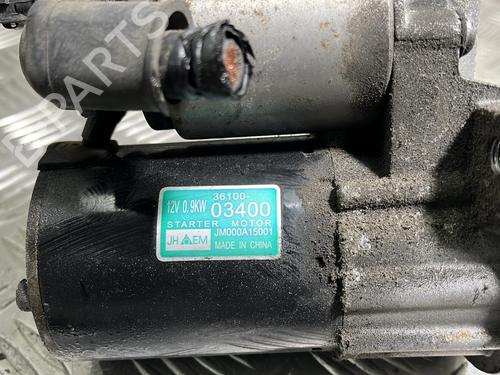 B-PARTS
36100-
12V 0.9KW 03400
STARTER MOTOR
JH EM JM000A15001
MADE IN CHINA